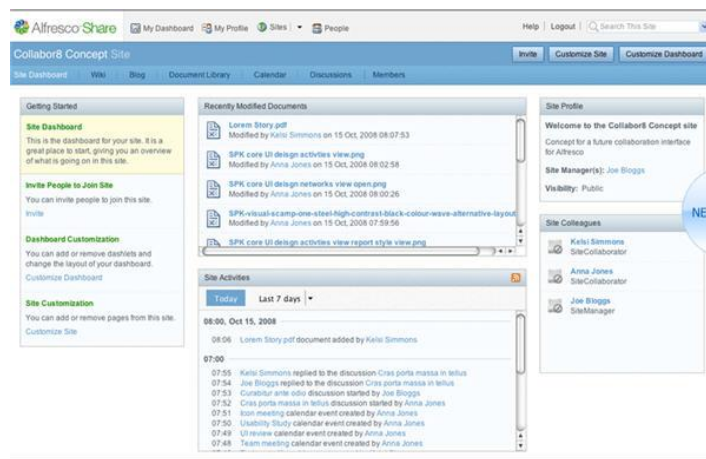 Alfresco Share My Dashboard My Profile Sites People Help Logout Search This Site
Collabor8 Concept Site Invite Customize Site Customize Dashboard
Site Dashboard Wiki Blog Document Library Calendar Discussions Members
Getting Started
Site Dashboard
This is the dashboard for your site. It is a
great place to start, giving you an overview
of what is going on in this site.
Invite People to Join Site
You can invite people to join this site.
Invite
Dashboard Customization
You can add or remove dashlets and
change the layout of your dashboard.
Customize Dashboard
Site Customization
You can add or remove pages from this site.
Customize Site
Recently Modified Documents
Lorem Story.pdf
Modified by Kelsi Simmons on 15 Oct, 2008 08:07:53
SPK core UI deisgn activties view.png
Modified by Anna Jones on 15 Oct, 2008 08:02:58
SPK core UI deisgn networks view open.png
Modified by Anna Jones on 15 Oct, 2008 08:00:26
SPK-visual-scamp-one-steel-high-contrast-black-colour-wave-alternative-layout
Modified by Kelsi Simmons on 15 Oct, 2008 07:59:56
SPK core UI deisgn activities view report style view.png
Site Activities
Today Last 7 days
08:00, Oct 15, 2008
08:06 Lorem Story.pdf document added by Kelsi Simmons
07:00
07:55 Kelsi Simmons replied to the discussion Cras porta massa in tellus
07:54 Joe Bloggs replied to the discussion Cras porta massa in tellus
07:53 Curabitur ante odio discussion started by Joe Bloggs
07:52 Cras porta massa in tellus discussion started by Anna Jones
07:51 Icon meeting calendar event created by Anna Jones
07:50 Usability Study calendar event created by Anna Jones
07:49 UI review calendar event created by Anna Jones
07:48 Team meeting calendar event created by Anna Jones
Site Profile
Welcome to the Collabor8 Concept site
Concept for a future collaboration interface
for Alfresco
Site Manager(s): Joe Bloggs
Visibility: Public
NE
Site Colleagues
Kelsi Simmons
SiteCollaborator
Anna Jones
SiteCollaborator
Joe Bloggs
SiteManager